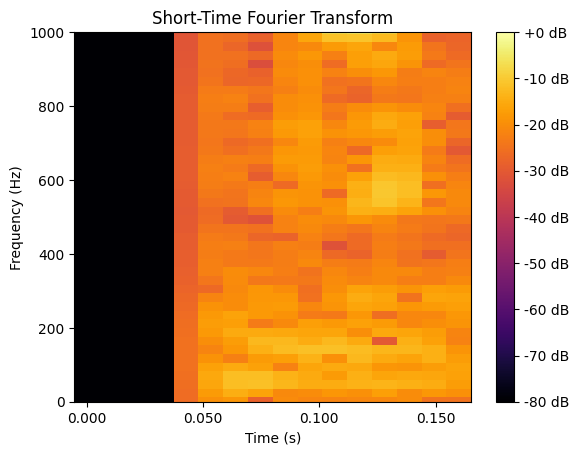 Short-Time Fourier Transform
Frequency (Hz)
1000
800
600
400
200
0
0.000
0.050
0.100
0.150
Time (s)
+0 dB
-10 dB
-20 dB
-30 dB
-40 dB
-50 dB
-60 dB
-70 dB
-80 dB